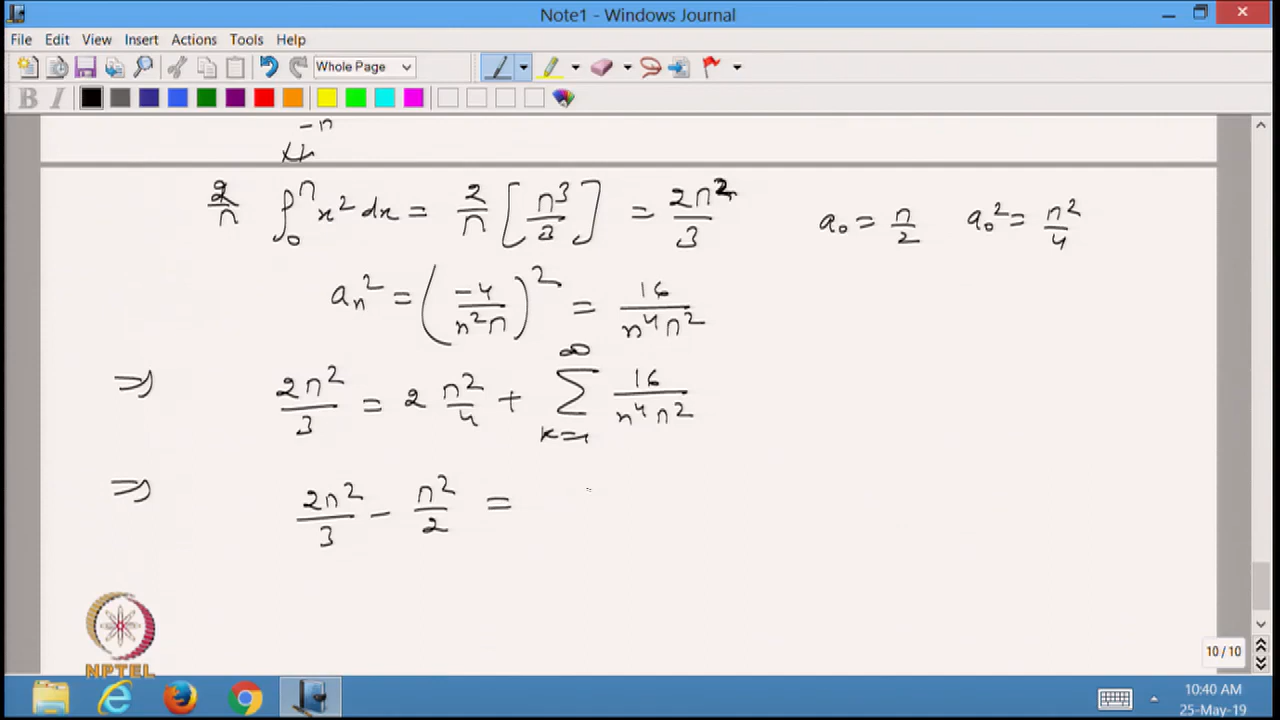 Note1 - Windows Journal
File Edit View Insert Actions Tools Help
Whole Page
B I
-π
2/π ∫₀^π x² dx = 2/π [π³/3] = 2π²/3 a₀ = π/2 a₀² = π²/4
aₙ² = (-4/n²π)² = 16/n⁴π²
⇒ 2π²/3 = 2 π²/4 + ∑_{k=1}^∞ 16/n⁴π²
⇒ 2π²/3 - π²/2 =
NPTEL
10 / 10
10:40 AM
25-May-19